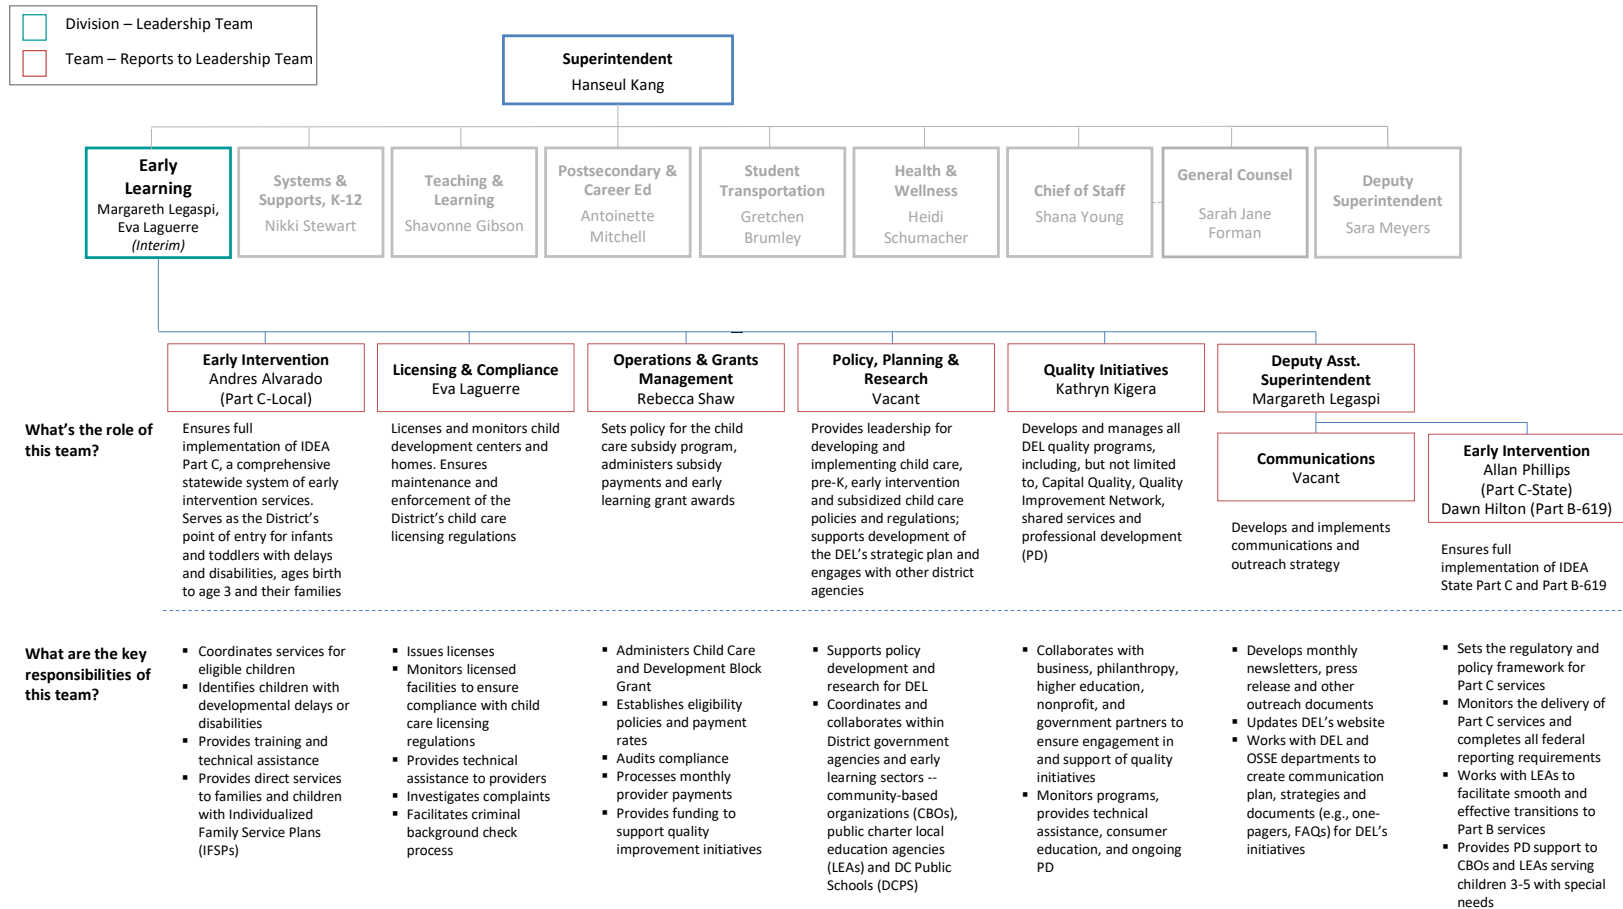 Division – Leadership Team
Team – Reports to Leadership Team
Superintendent
Hanseul Kang
Early
Learning
Margareth Legaspi,
Eva Laguerre
(Interim)
Systems &
Supports, K-12
Nikki Stewart
Teaching &
Learning
Shavonne Gibson
Postsecondary &
Career Ed
Antoinette
Mitchell
Student
Transportation
Gretchen
Brumley
Health &
Wellness
Heidi
Schumacher
Chief of Staff
Shana Young
General Counsel
Sarah Jane
Forman
Deputy
Superintendent
Sara Meyers
Early Intervention
Andres Alvarado
(Part C-Local)
Licensing & Compliance
Eva Laguerre
Operations & Grants
Management
Rebecca Shaw
Policy, Planning &
Research
Vacant
Quality Initiatives
Kathryn Kigera
Deputy Asst.
Superintendent
Margareth Legaspi
Communications
Vacant
Early Intervention
Allan Phillips
(Part C-State)
Dawn Hilton (Part B-619)
What's the role of
this team?
Ensures full
implementation of IDEA
Part C, a comprehensive
statewide system of early
intervention services.
Serves as the District's
point of entry for infants
and toddlers with delays
and disabilities, ages birth
to age 3 and their families
Licenses and monitors child
development centers and
homes. Ensures
maintenance and
enforcement of the
District's child care
licensing regulations
Sets policy for the child
care subsidy program,
administers subsidy
payments and early
learning grant awards
Provides leadership for
developing and
implementing child care,
pre-K, early intervention
and subsidized child care
policies and regulations;
supports development of
the DEL's strategic plan and
engages with other district
agencies
Develops and manages all
DEL quality programs,
including, but not limited
to, Capital Quality, Quality
Improvement Network,
shared services and
professional development
(PD)
Develops and implements
communications and
outreach strategy
Ensures full
implementation of IDEA
State Part C and Part B-619
What are the key
responsibilities of
this team?
▪ Coordinates services for
eligible children
▪ Identifies children with
developmental delays or
disabilities
▪ Provides training and
technical assistance
▪ Provides direct services
to families and children
with Individualized
Family Service Plans
(IFSPs)
▪ Issues licenses
▪ Monitors licensed
facilities to ensure
compliance with child
care licensing
regulations
▪ Provides technical
assistance to providers
▪ Investigates complaints
▪ Facilitates criminal
background check
process
▪ Administers Child Care
and Development Block
Grant
▪ Establishes eligibility
policies and payment
rates
▪ Audits compliance
▪ Processes monthly
provider payments
▪ Provides funding to
support quality
improvement initiatives
▪ Supports policy
development and
research for DEL
▪ Coordinates and
collaborates within
District government
agencies and early
learning sectors --
community-based
organizations (CBOs),
public charter local
education agencies
(LEAs) and DC Public
Schools (DCPS)
▪ Collaborates with
business, philanthropy,
higher education,
nonprofit, and
government partners to
ensure engagement in
and support of quality
initiatives
▪ Monitors programs,
provides technical
assistance, consumer
education, and ongoing
PD
▪ Develops monthly
newsletters, press
release and other
outreach documents
▪ Updates DEL's website
▪ Works with DEL and
OSSE departments to
create communication
plan, strategies and
documents (e.g., one-
pagers, FAQs) for DEL's
initiatives
▪ Sets the regulatory and
policy framework for
Part C services
▪ Monitors the delivery of
Part C services and
completes all federal
reporting requirements
▪ Works with LEAs to
facilitate smooth and
effective transitions to
Part B services
▪ Provides PD support to
CBOs and LEAs serving
children 3-5 with special
needs